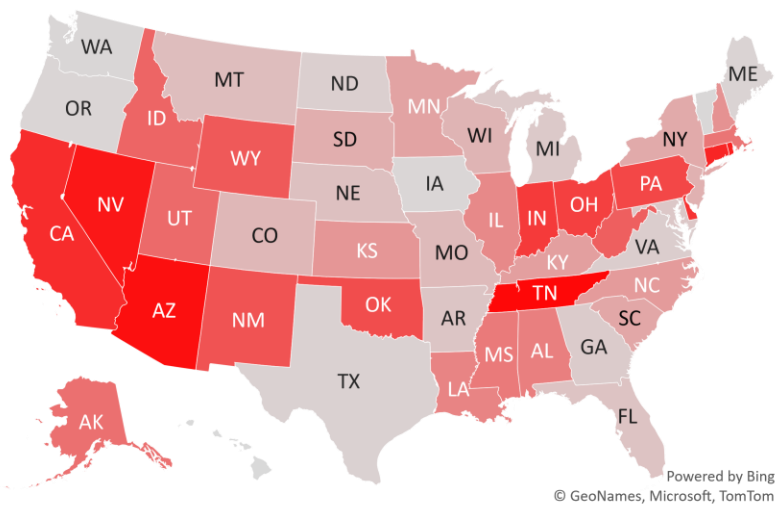 WA
MT
ND
ME
OR
ID
MN
SD
WI
MI
NY
WY
NE
IA
PA
NV
UT
CO
IL
IN
OH
CA
KS
MO
KY
VA
AZ
NM
OK
AR
TN
NC
SC
TX
LA
MS
AL
GA
AK
FL
Powered by Bing
© GeoNames, Microsoft, TomTom